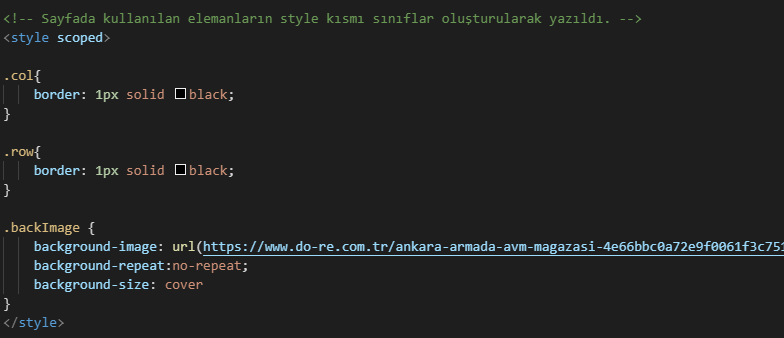 <!-- Sayfada kullanılan elemanların style kısmı sınıflar oluşturularak yazıldı. -->
<style scoped>
.col{
border: 1px solid black;
}
.row{
border: 1px solid black;
}
.backImage {
background-image: url(https://www.do-re.com.tr/ankara-armada-avm-magazasi-4e66bbc0a72e9f0061f3c751
background-repeat:no-repeat;
background-size: cover
}
</style>